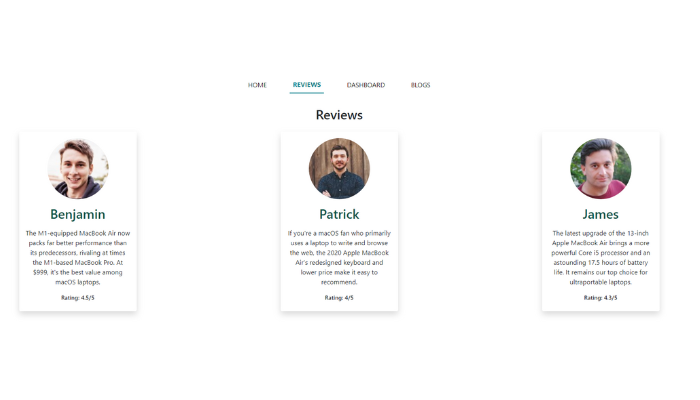 HOME REVIEWS DASHBOARD BLOGS
Reviews
Benjamin
The M1-equipped MacBook Air now
packs far better performance than
its predecessors, rivaling at times
the M1-based MacBook Pro. At
$999, it's the best value among
macOS laptops.
Rating: 4.5/5
Patrick
If you're a macOS fan who primarily
uses a laptop to write and browse
the web, the 2020 Apple MacBook
Air's redesigned keyboard and
lower price make it easy to
recommend.
Rating: 4/5
James
The latest upgrade of the 13-inch
Apple MacBook Air brings a more
powerful Core i5 processor and an
astounding 17.5 hours of battery
life. It remains our top choice for
ultraportable laptops.
Rating: 4.3/5